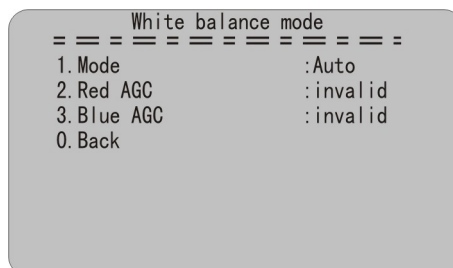 White balance mode
= = = = = = = = = = = = =
1. Mode :Auto
2. Red AGC :invalid
3. Blue AGC :invalid
0. Back